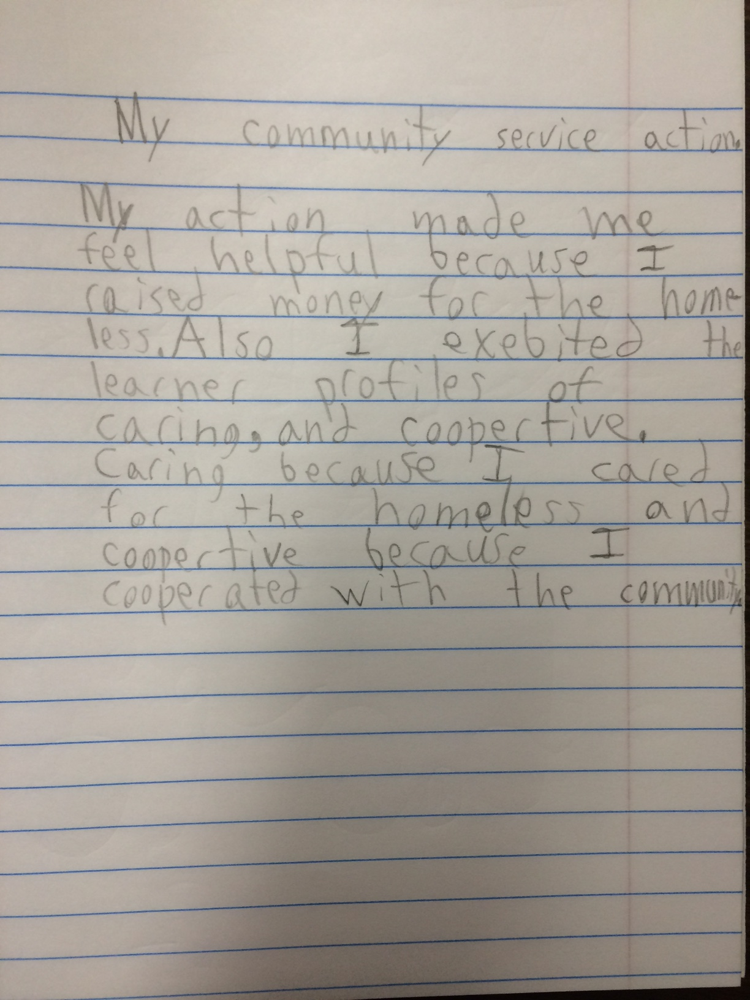 My community service action.
My action made me
feel helpful because I
raised money for the home-
less. Also I exebited the
learner profiles of
caring, and coopertive.
Caring because I cared
for the homeless and
coopertive because I
cooperated with the community.